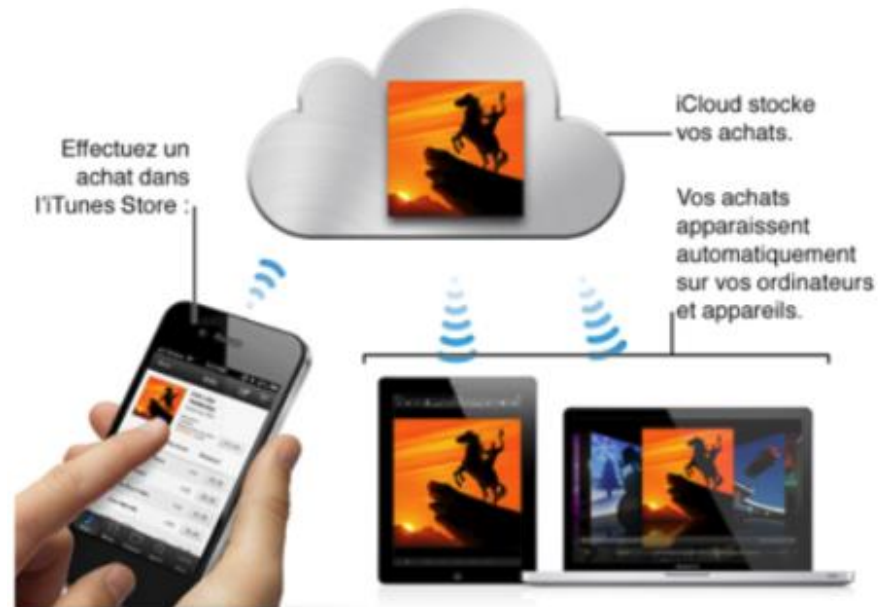 Effectuez un
achat dans
l'iTunes Store :
iCloud stocke
vos achats.
Vos achats
apparaissent
automatiquement
sur vos ordinateurs
et appareils.